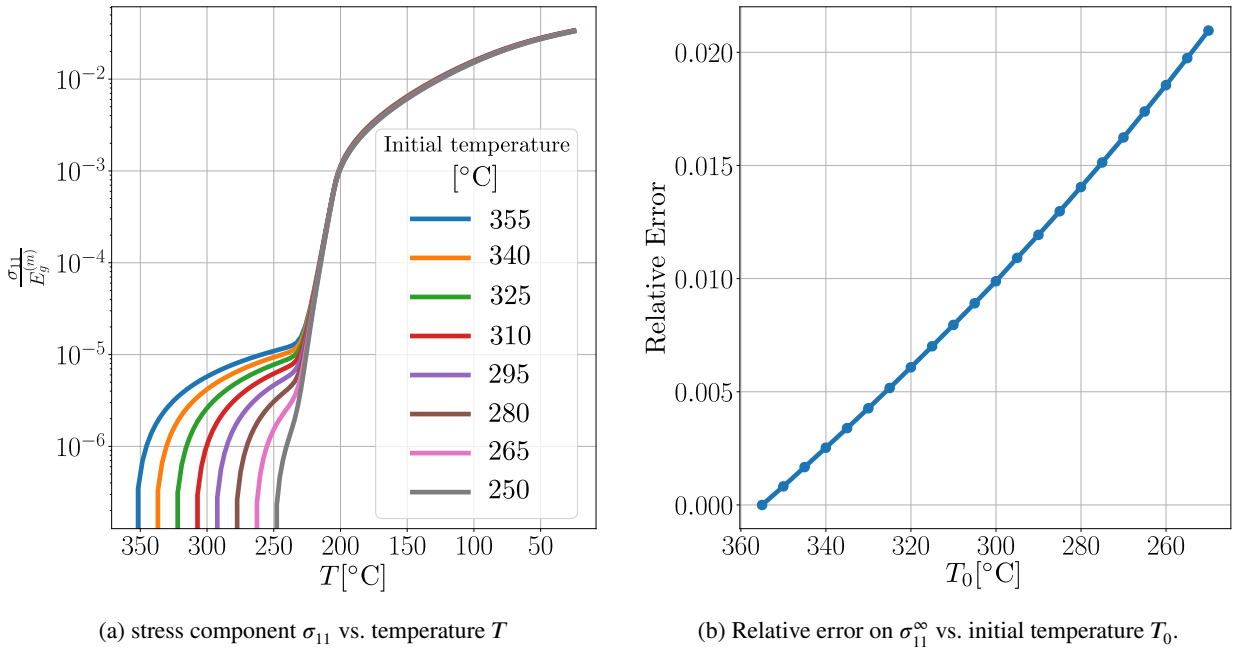 10⁻²
10⁻³
10⁻⁴
10⁻⁵
10⁻⁶
σ₁₁
E_g^(m)
Initial temperature
[°C]
355
340
325
310
295
280
265
250
350 300 250 200 150 100 50
T[°C]
(a) stress component σ₁₁ vs. temperature T
0.020
0.015
0.010
0.005
0.000
Relative Error
360 340 320 300 280 260
T₀[°C]
(b) Relative error on σ₁₁^∞ vs. initial temperature T₀.